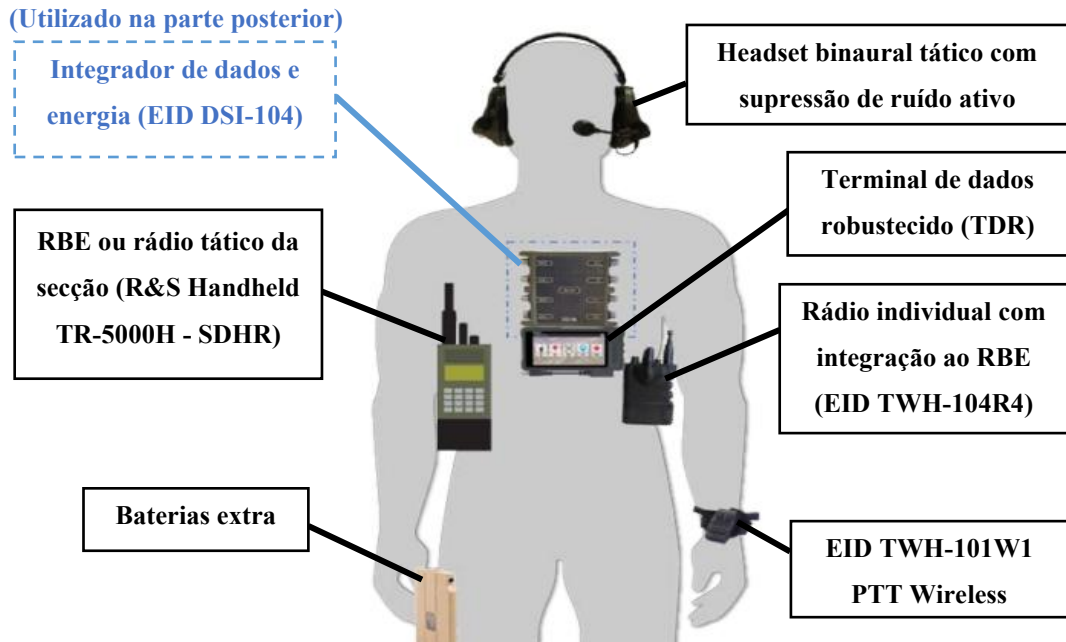 (Utilizado na parte posterior)
Integrador de dados e
energia (EID DSI-104)
Headset binaural tático com
supressão de ruído ativo
Terminal de dados
robustecido (TDR)
RBE ou rádio tático da
secção (R&S Handheld
TR-5000H - SDHR)
Rádio individual com
integração ao RBE
(EID TWH-104R4)
Baterias extra
EID TWH-101W1
PTT Wireless